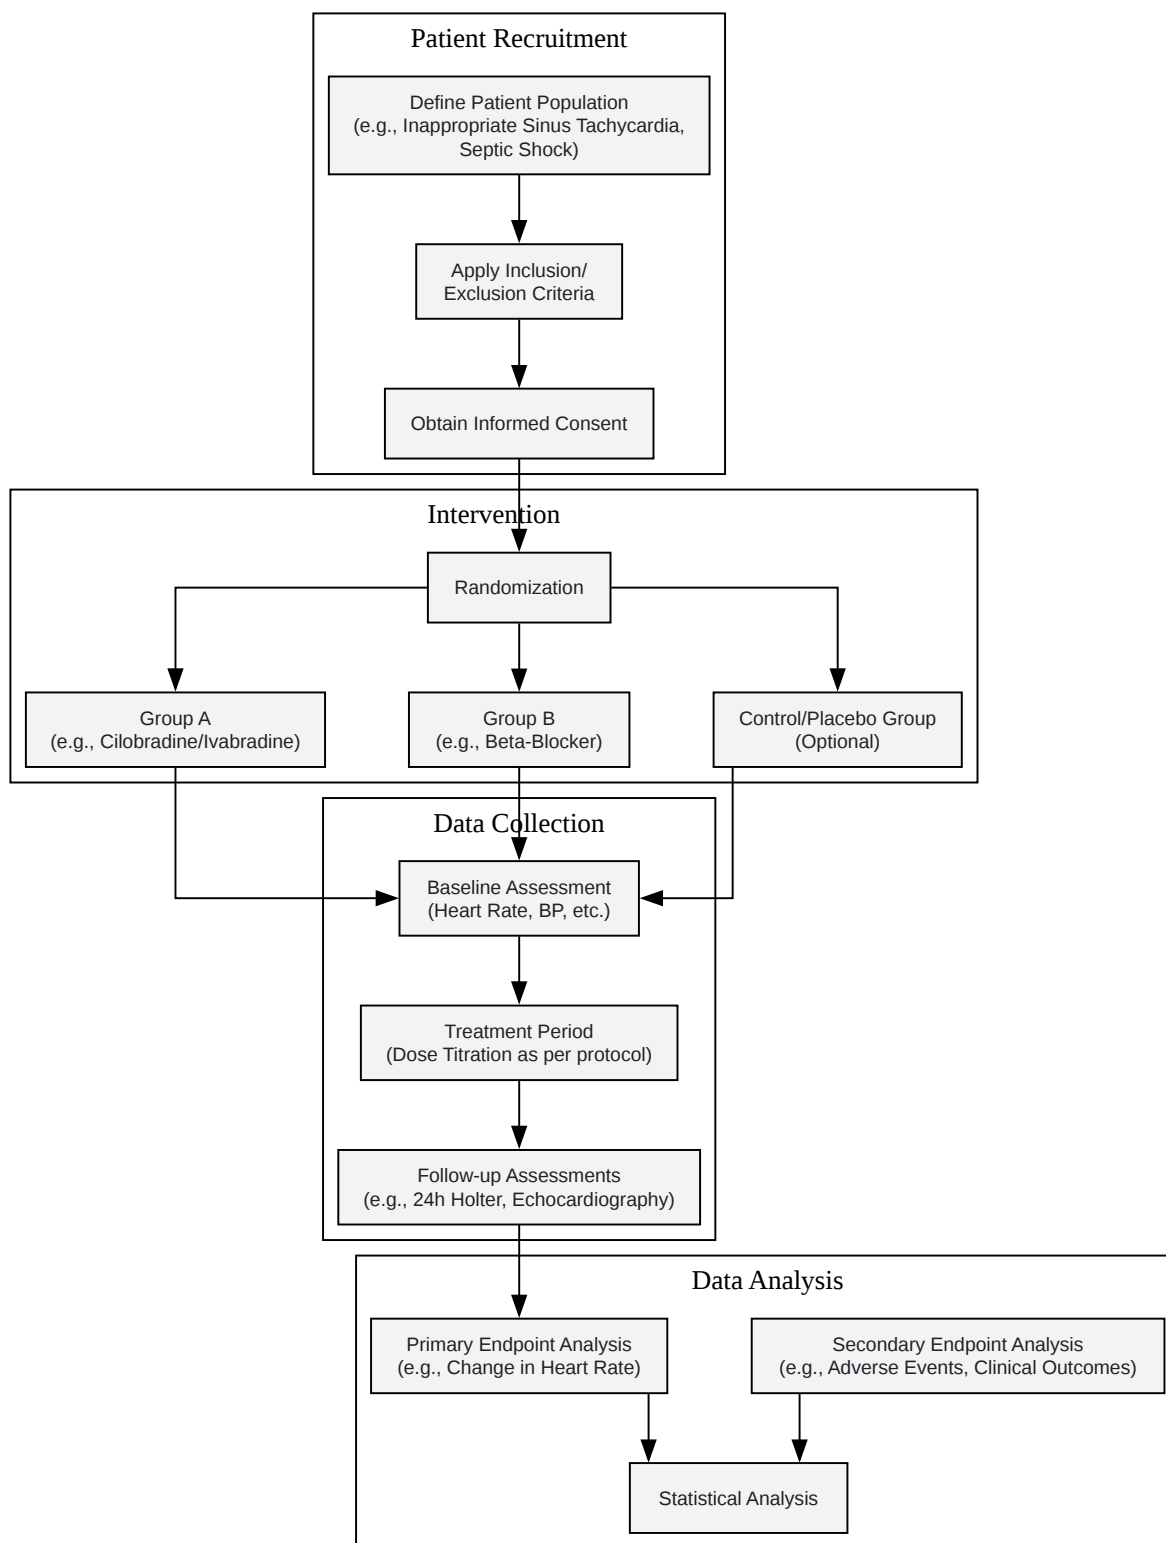 Patient Recruitment
Define Patient Population
(e.g., Inappropriate Sinus Tachycardia,
Septic Shock)
Apply Inclusion/
Exclusion Criteria
Obtain Informed Consent
Intervention
Randomization
Group A
(e.g., Cilobradine/Ivabradine)
Group B
(e.g., Beta-Blocker)
Control/Placebo Group
(Optional)
Data Collection
Baseline Assessment
(Heart Rate, BP, etc.)
Treatment Period
(Dose Titration as per protocol)
Follow-up Assessments
(e.g., 24h Holter, Echocardiography)
Data Analysis
Primary Endpoint Analysis
(e.g., Change in Heart Rate)
Secondary Endpoint Analysis
(e.g., Adverse Events, Clinical Outcomes)
Statistical Analysis